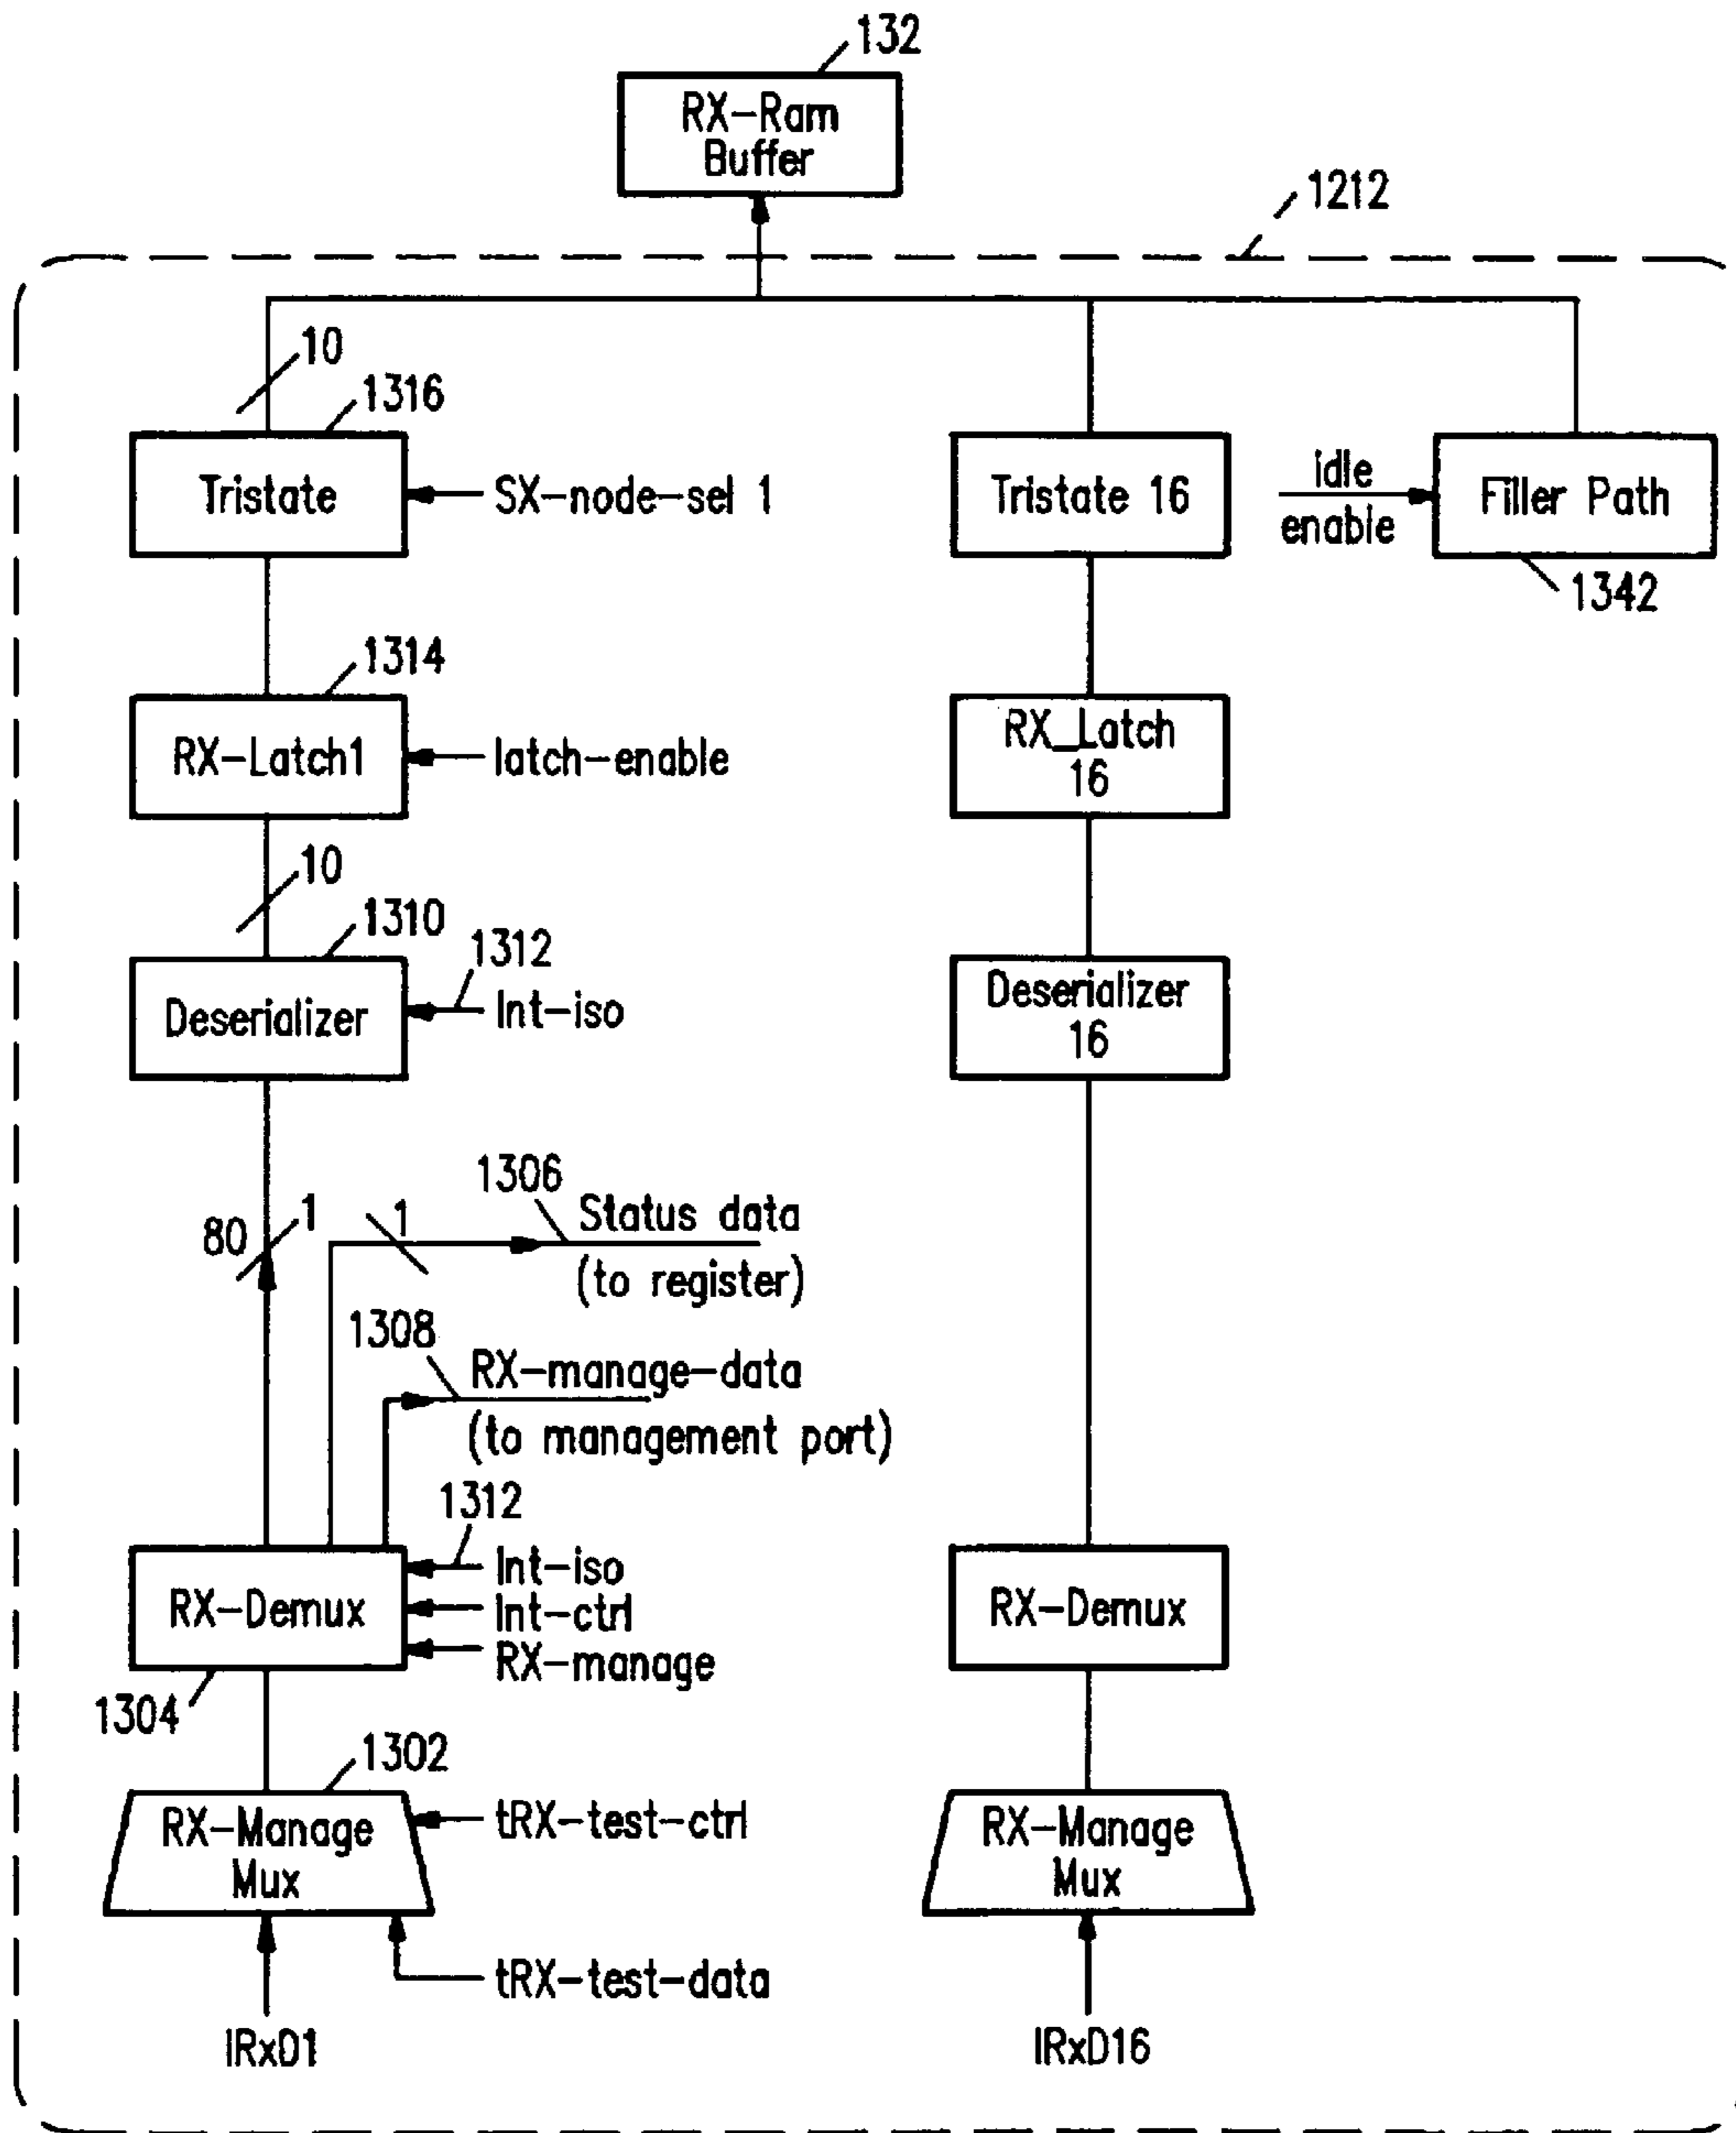 132
RX-Ram
Buffer
1212
10
1316
Tristate
SX-node-sel 1
Tristate 16
idle
enable
Filler Path
1342
1314
RX-Latch1
latch-enable
RX_Latch
16
10
1310
1312
Deserializer
Int-iso
Deserializer
16
80
1
1
1306
Status data
(to register)
1308
RX-manage-data
(to management port)
1312
RX-Demux
Int-iso
Int-ctrl
RX-manage
RX-Demux
1304
1302
RX-Manage
Mux
tRX-test-ctrl
RX-Manage
Mux
tRX-test-data
IRxD1
IRxD16